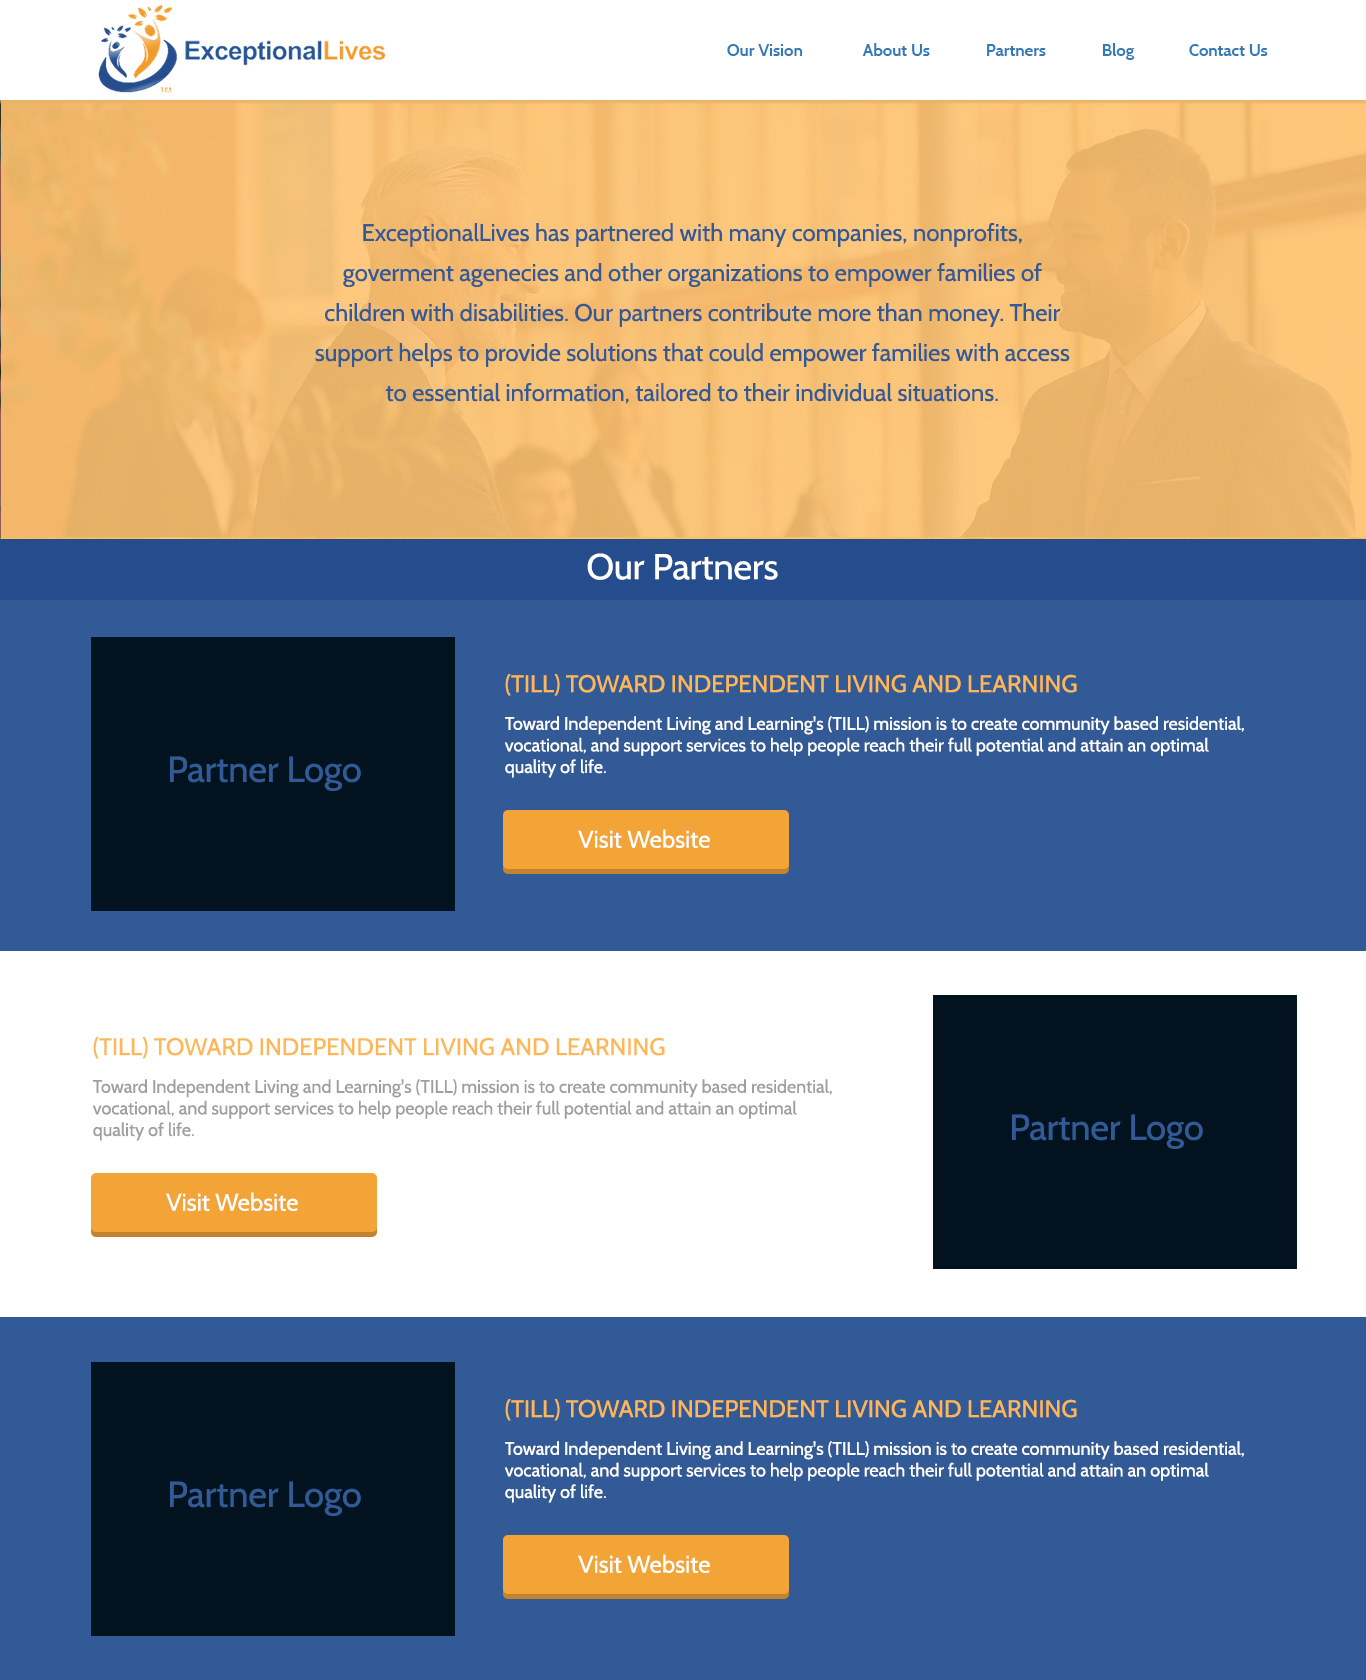 ExceptionalLives
TM
Our Vision
About Us
Partners
Blog
Contact Us
ExceptionalLives has partnered with many companies, nonprofits,
goverment agenecies and other organizations to empower families of
children with disabilities. Our partners contribute more than money. Their
support helps to provide solutions that could empower families with access
to essential information, tailored to their individual situations.
Our Partners
Partner Logo
(TILL) TOWARD INDEPENDENT LIVING AND LEARNING
Toward Independent Living and Learning's (TILL) mission is to create community based residential,
vocational, and support services to help people reach their full potential and attain an optimal
quality of life.
Visit Website
(TILL) TOWARD INDEPENDENT LIVING AND LEARNING
Toward Independent Living and Learning's (TILL) mission is to create community based residential,
vocational, and support services to help people reach their full potential and attain an optimal
quality of life.
Visit Website
Partner Logo
Partner Logo
(TILL) TOWARD INDEPENDENT LIVING AND LEARNING
Toward Independent Living and Learning's (TILL) mission is to create community based residential,
vocational, and support services to help people reach their full potential and attain an optimal
quality of life.
Visit Website